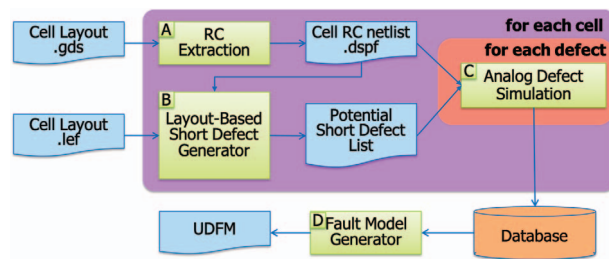 for each cell
for each defect
Cell Layout
.gds
A
RC
Extraction
Cell RC netlist
.dspf
C
Analog Defect
Simulation
Cell Layout
.lef
B
Layout-Based
Short Defect
Generator
Potential
Short Defect
List
UDFM
D
Fault Model
Generator
Database